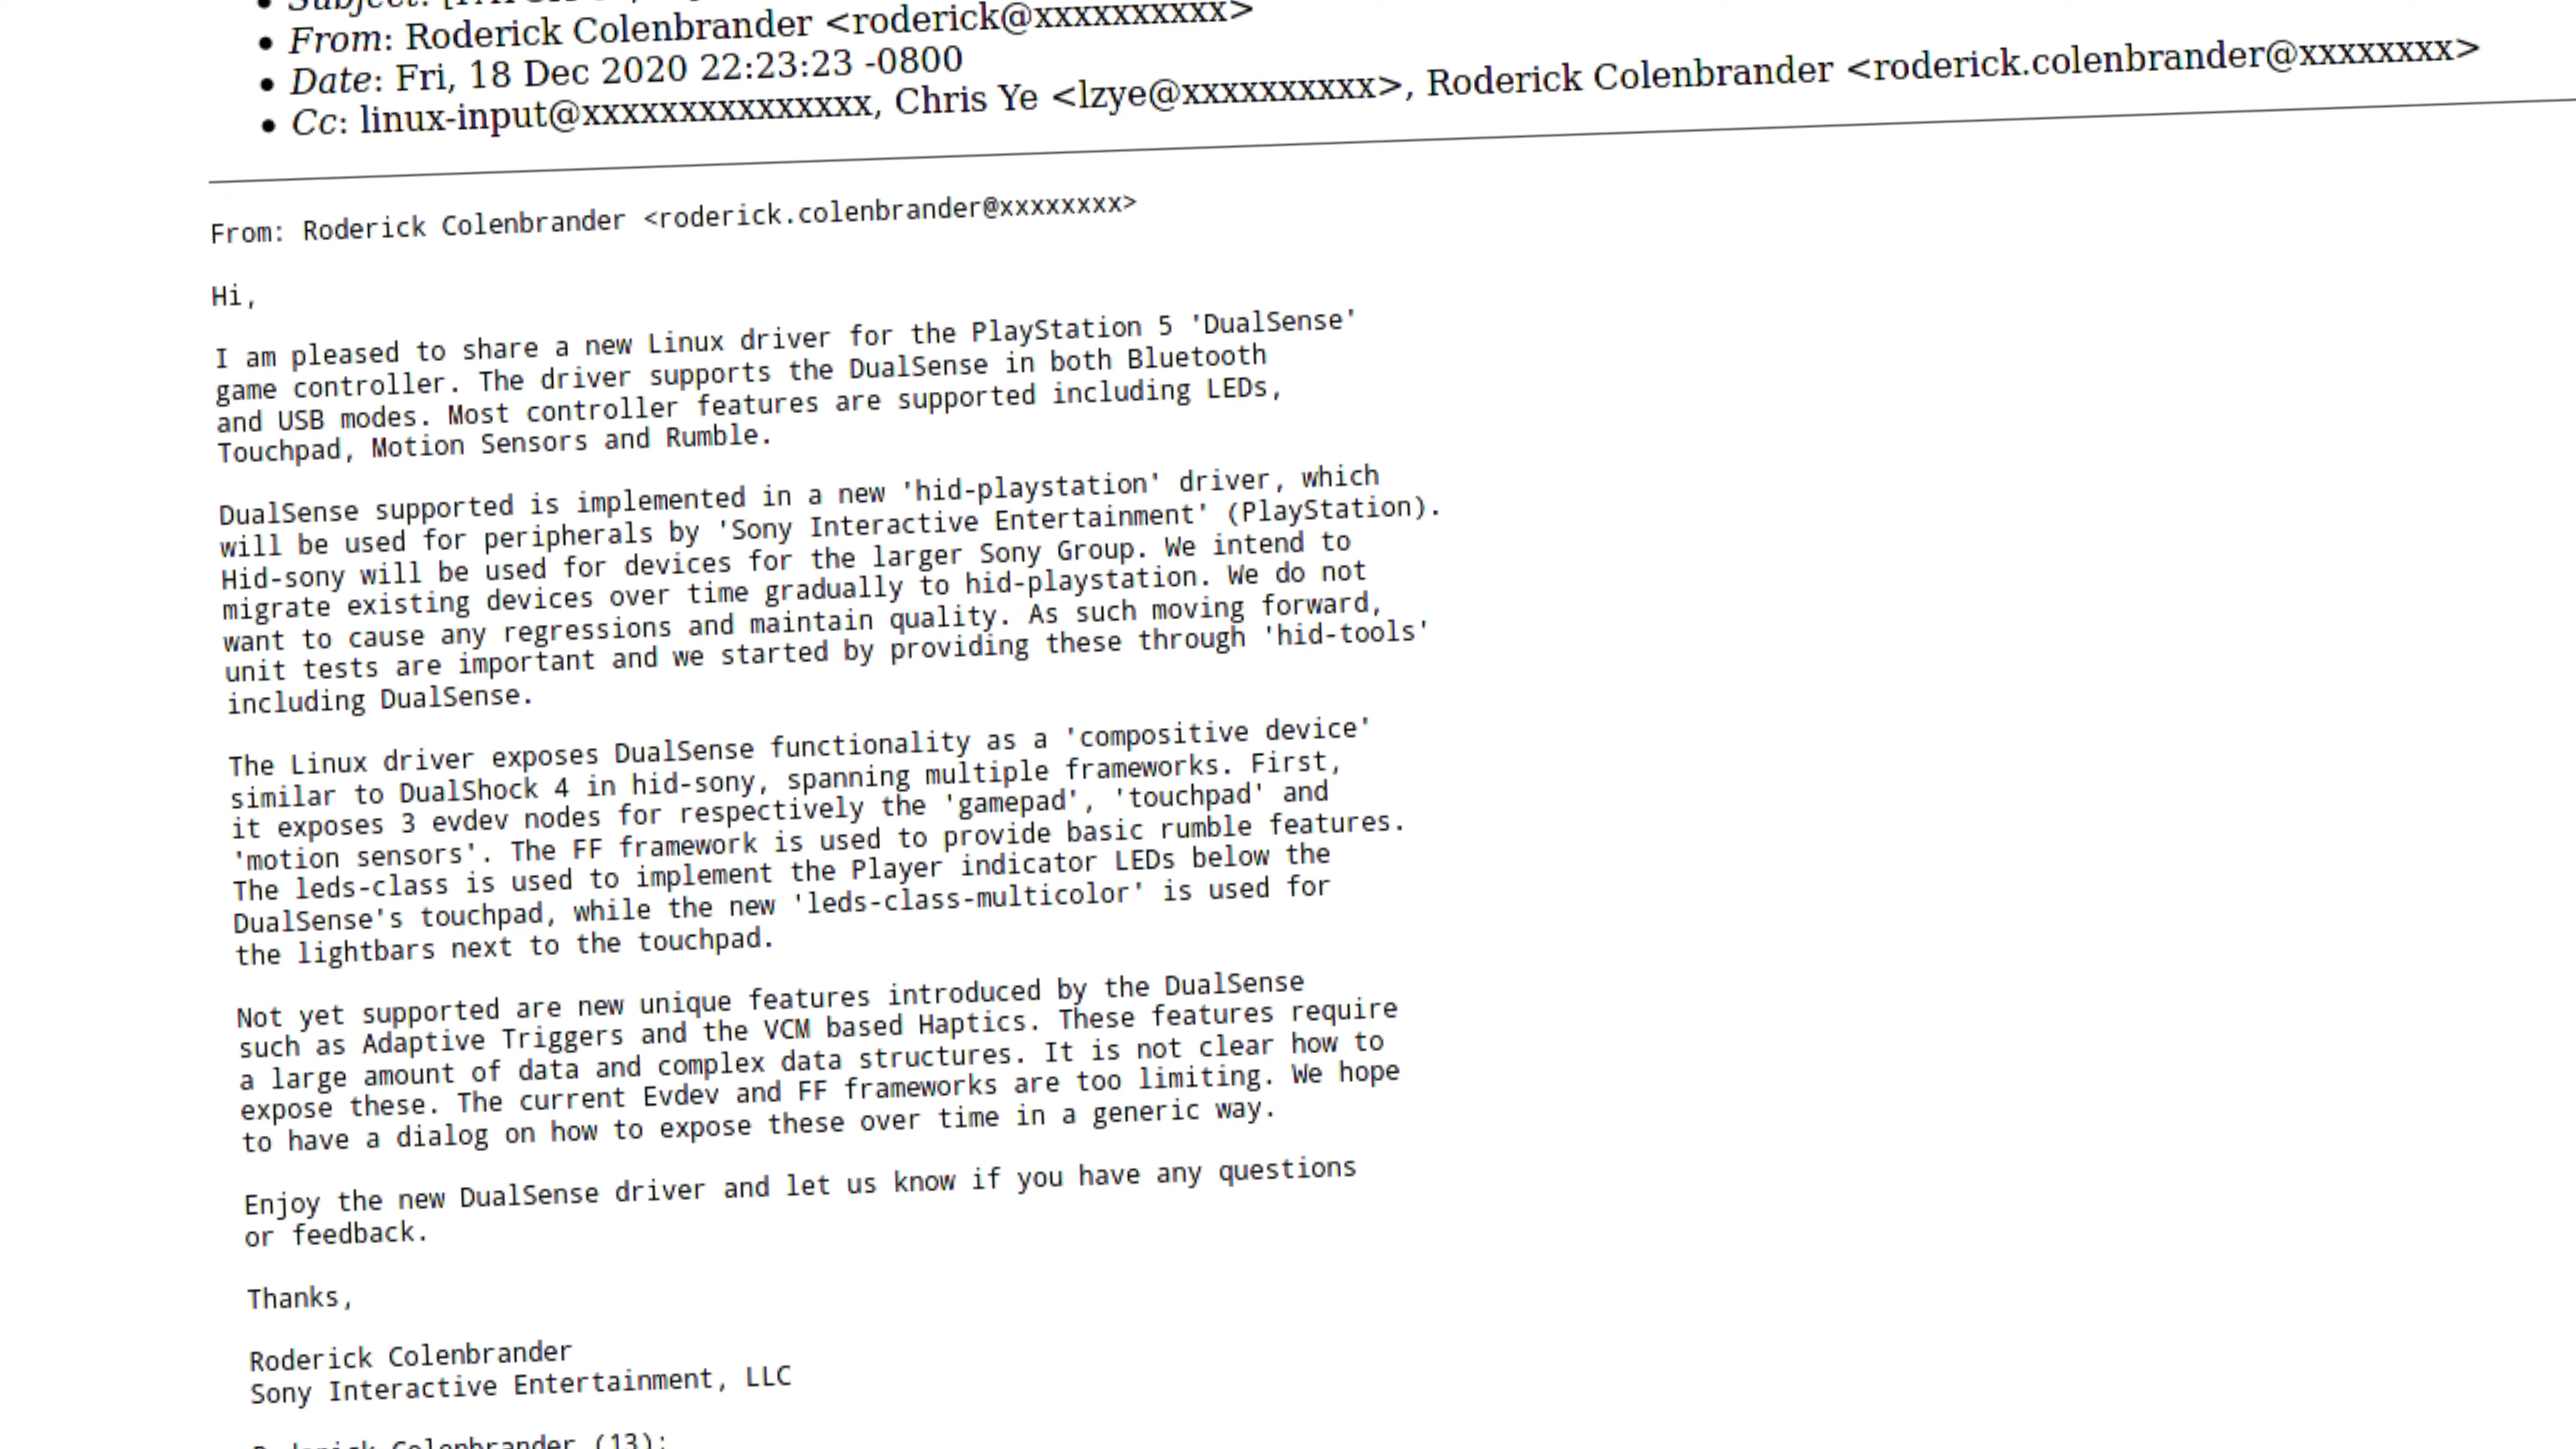 Subject:
From: Roderick Colenbrander <roderick@xxxxxxxxxx>
Date: Fri, 18 Dec 2020 22:23:23 -0800
Cc: linux-input@xxxxxxxxxxxxxxx, Chris Ye <lzye@xxxxxxxxxx>, Roderick Colenbrander <roderick.colenbrander@xxxxxxxx>
From: Roderick Colenbrander <roderick.colenbrander@xxxxxxxx>
Hi,
I am pleased to share a new Linux driver for the PlayStation 5 'DualSense'
game controller. The driver supports the DualSense in both Bluetooth
and USB modes. Most controller features are supported including LEDs,
Touchpad, Motion Sensors and Rumble.
DualSense supported is implemented in a new 'hid-playstation' driver, which
will be used for peripherals by 'Sony Interactive Entertainment' (PlayStation).
Hid-sony will be used for devices for the larger Sony Group. We intend to
migrate existing devices over time gradually to hid-playstation. We do not
want to cause any regressions and maintain quality. As such moving forward,
unit tests are important and we started by providing these through 'hid-tools'
including DualSense.
The Linux driver exposes DualSense functionality as a 'compositive device'
similar to DualShock 4 in hid-sony, spanning multiple frameworks. First,
it exposes 3 evdev nodes for respectively the 'gamepad', 'touchpad' and
'motion sensors'. The FF framework is used to provide basic rumble features.
The leds-class is used to implement the Player indicator LEDs below the
DualSense's touchpad, while the new 'leds-class-multicolor' is used for
the lightbars next to the touchpad.
Not yet supported are new unique features introduced by the DualSense
such as Adaptive Triggers and the VCM based Haptics. These features require
a large amount of data and complex data structures. It is not clear how to
expose these. The current Evdev and FF frameworks are too limiting. We hope
to have a dialog on how to expose these over time in a generic way.
Enjoy the new DualSense driver and let us know if you have any questions
or feedback.
Thanks,
Roderick Colenbrander
Sony Interactive Entertainment, LLC
Roderick Colenbrander (13):